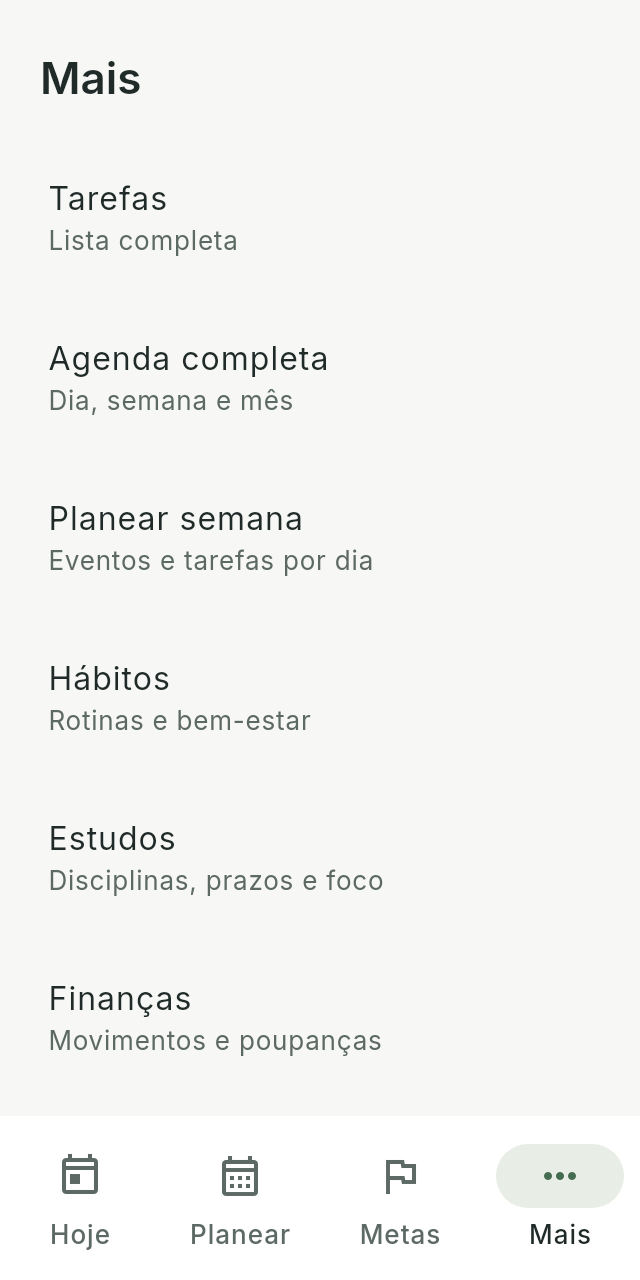 Mais
Tarefas
Lista completa
Agenda completa
Dia, semana e mês
Planear semana
Eventos e tarefas por dia
Hábitos
Rotinas e bem-estar
Estudos
Disciplinas, prazos e foco
Finanças
Movimentos e poupanças
Hoje
Planear
Metas
Mais